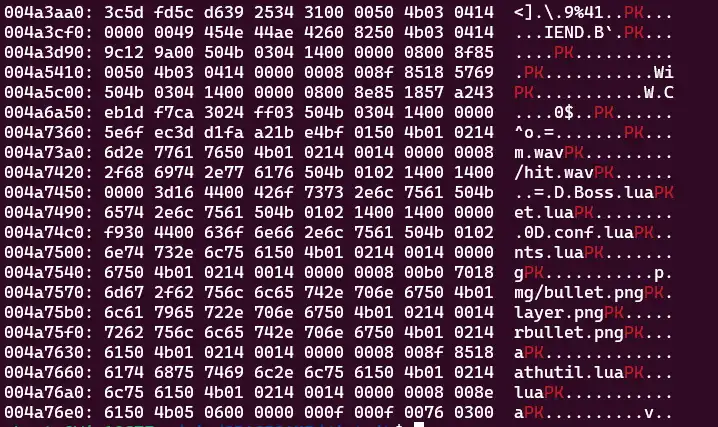 004a3aa0: 3c5d fd5c d639 2534 3100 0050 4b03 0414  <].\.9%41..PK...
004a3cf0: 0000 0049 454e 44ae 4260 8250 4b03 0414  ...IEND.B`.PK...
004a3d90: 9c12 9a00 504b 0304 1400 0000 0800 8f85  ....PK..........
004a5410: 0050 4b03 0414 0000 0008 008f 8518 5769  .PK...........Wi
004a5c00: 504b 0304 1400 0000 0800 8e85 1857 a243  PK...........W.C
004a6a50: eb1d f7ca 3024 ff03 504b 0304 1400 0000  ....0$..PK......
004a7360: 5e6f ec3d d1fa a21b e4bf 0150 4b01 0214  ^o.=.......PK...
004a73a0: 6d2e 7761 7650 4b01 0214 0014 0000 0008  m.wavPK.........
004a7420: 2f68 6974 2e77 6176 504b 0102 1400 1400  /hit.wavPK......
004a7450: 0000 3d16 4400 426f 7373 2e6c 7561 504b  ..=.D.Boss.luaPK
004a7490: 6574 2e6c 7561 504b 0102 1400 1400 0000  et.luaPK........
004a74c0: f930 4400 636f 6e66 2e6c 7561 504b 0102  .0D.conf.luaPK..
004a7500: 6e74 732e 6c75 6150 4b01 0214 0014 0000  nts.luaPK.......
004a7540: 6750 4b01 0214 0014 0000 0008 00b0 7018  gPK...........p.
004a7570: 6d67 2f62 756c 6c65 742e 706e 6750 4b01  mg/bullet.pngPK.
004a75b0: 6c61 7965 722e 706e 6750 4b01 0214 0014  layer.pngPK.....
004a75f0: 7262 756c 6c65 742e 706e 6750 4b01 0214  rbullet.pngPK...
004a7630: 6150 4b01 0214 0014 0000 0008 008f 8518  aPK.............
004a7660: 6174 6875 7469 6c2e 6c75 6150 4b01 0214  athutil.luaPK...
004a76a0: 6c75 6150 4b01 0214 0014 0000 0008 008e  luaPK...........
004a76e0: 6150 4b05 0600 0000 000f 000f 0076 0300  aPK..........v..